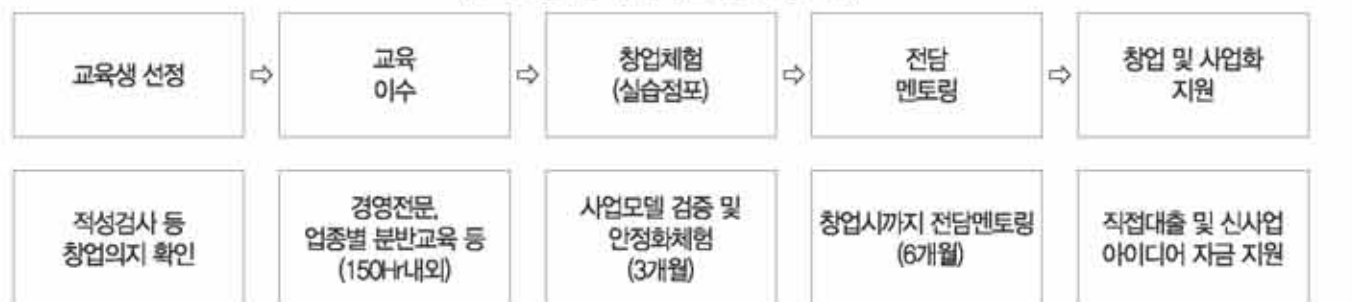 교육생 선정 ⇨ 교육 이수 ⇨ 창업체험 (실습점포) ⇨ 전담 멘토링 ⇨ 창업 및 사업화 지원
적성검사 등
창업의지 확인
경영전문,
업종별 분반교육 등
(150Hr내외)
사업모델 검증 및
안정화체험
(3개월)
창업시까지 전담멘토링
(6개월)
직접대출 및 신사업
아이디어 자금 지원